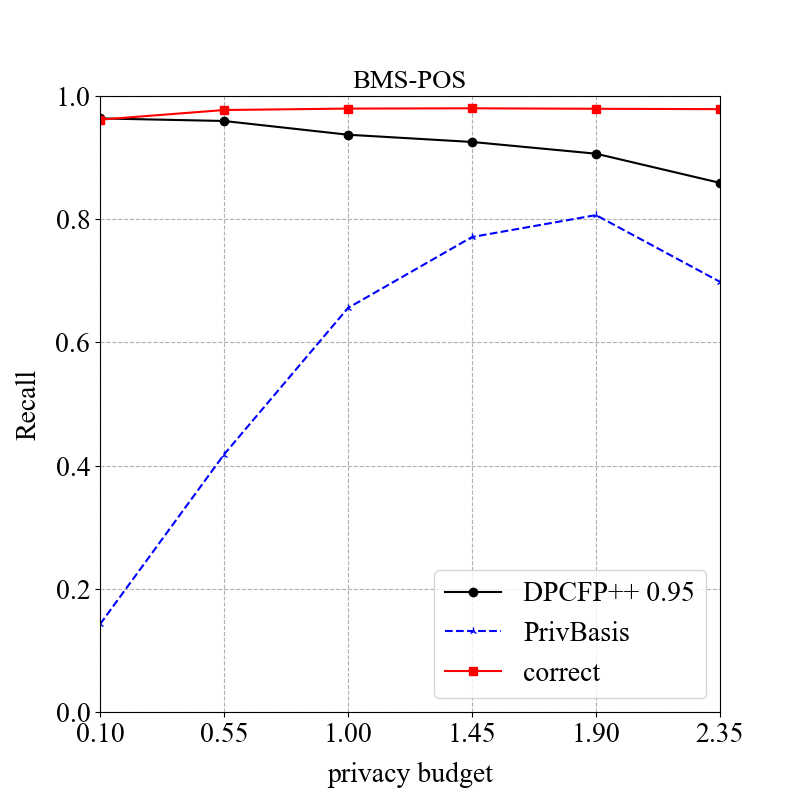 BMS-POS
1.0
0.8
0.6
0.4
0.2
0.0
Recall
DPCFP++ 0.95
PrivBasis
correct
0.10 0.55 1.00 1.45 1.90 2.35
privacy budget